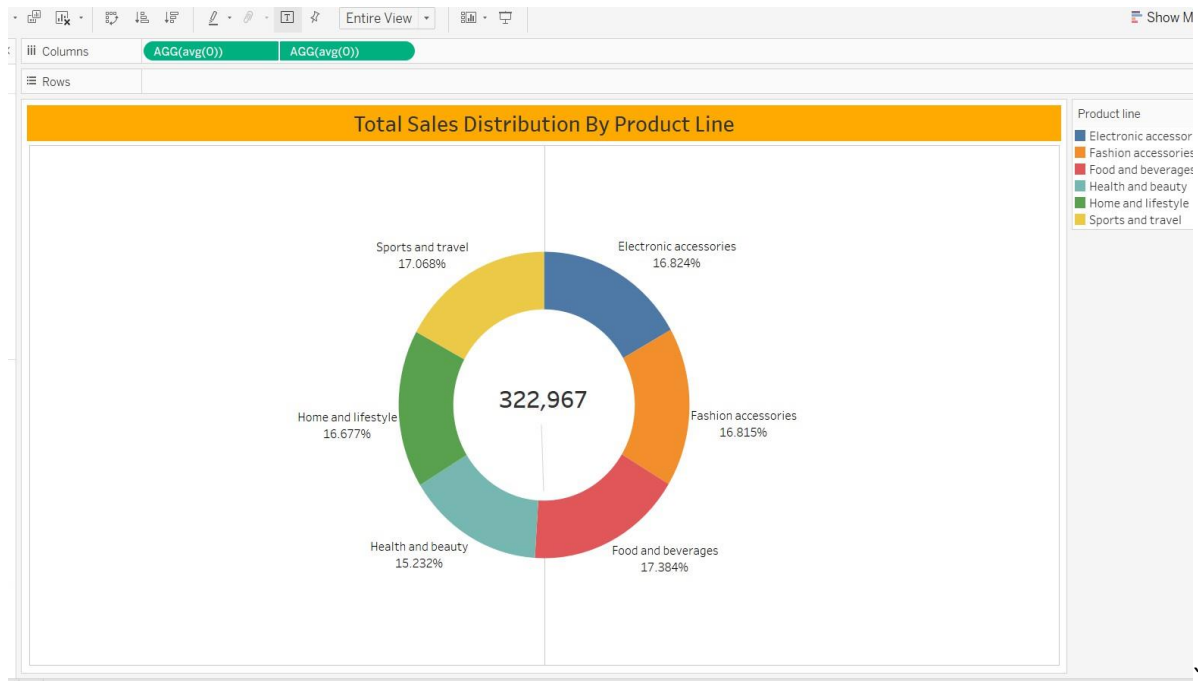 Entire View
Show M
Columns
AGG(avg(0))
AGG(avg(0))
Rows
Total Sales Distribution By Product Line
Product line
Electronic accessor
Fashion accessories
Food and beverages
Health and beauty
Home and lifestyle
Sports and travel
Sports and travel
17.068%
Electronic accessories
16.824%
322,967
Home and lifestyle
16.677%
Fashion accessories
16.815%
Health and beauty
15.232%
Food and beverages
17.384%